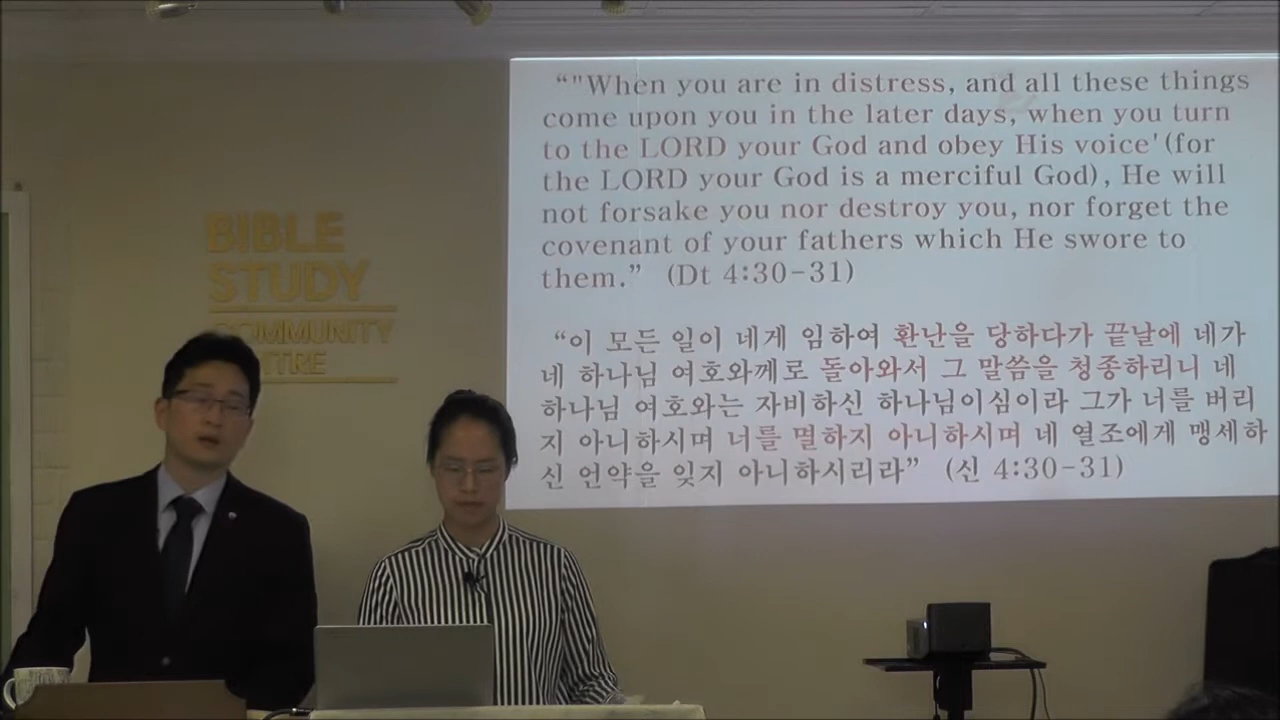 BIBLE
STUDY
COMMUNITY
CENTRE
“"When you are in distress, and all these things
come upon you in the later days, when you turn
to the LORD your God and obey His voice'(for
the LORD your God is a merciful God), He will
not forsake you nor destroy you, nor forget the
covenant of your fathers which He swore to
them.” (Dt 4:30-31)
“이 모든 일이 네게 임하여 환난을 당하다가 끝날에 네가
네 하나님 여호와께로 돌아와서 그 말씀을 청종하리니 네
하나님 여호와는 자비하신 하나님이심이라 그가 너를 버리
지 아니하시며 너를 멸하지 아니하시며 네 열조에게 맹세하
신 언약을 잊지 아니하시리라” (신 4:30-31)